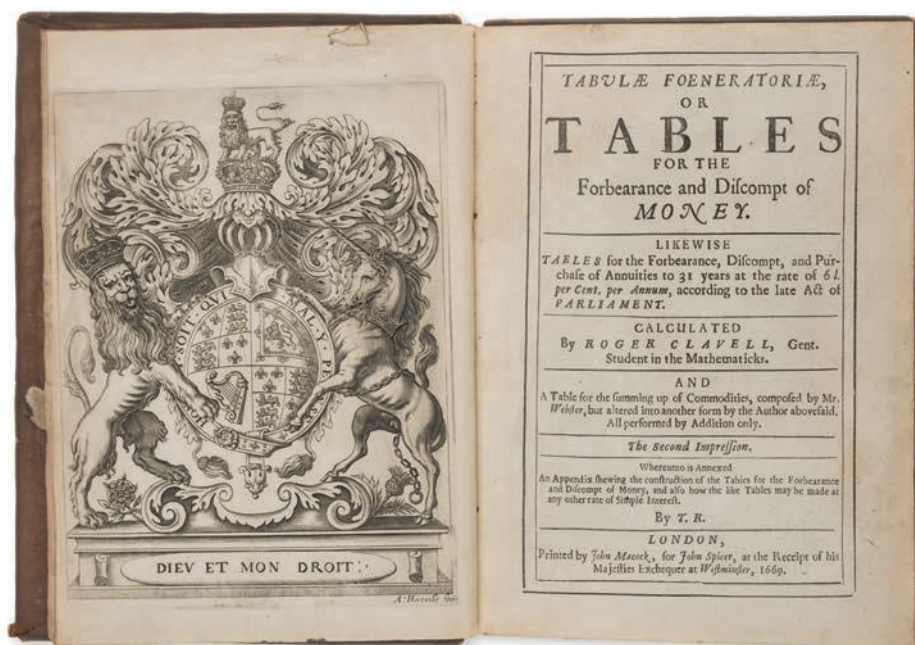 SOIT · QVI · MAL · Y · PE
DIEV ET MON DROIT :
TABVLÆ FOENERATORIÆ,
OR
TABLES
FOR THE
Forbearance and Diſcompt of
MONEY.
LIKEWISE
TABLES for the Forbearance, Diſcompt, and Pur-
chaſe of Annuities to 31 years at the rate of 6 l.
per Cent. per Annum, according to the late Act of
PARLIAMENT.
CALCULATED
By ROGER CLAVELL, Gent.
Student in the Mathematicks.
AND
A Table for the ſumming up of Commodities, compoſed by Mr.
Webſter, but altered into another form by the Author aboveſaid.
All performed by Addition only.
The Second Impreſſion.
Whereunto is Annexed
An Appendix ſhewing the conſtruction of the Tables for the Forbearance
and Diſcompt of Money, and alſo how the like Tables may be made at
any other rate of Simple Intereſt.
By T. R.
LONDON,
Printed by John Macock, for John Spicer, at the Receipt of his
Majeſties Exchequer at Weſtminſter, 1669.